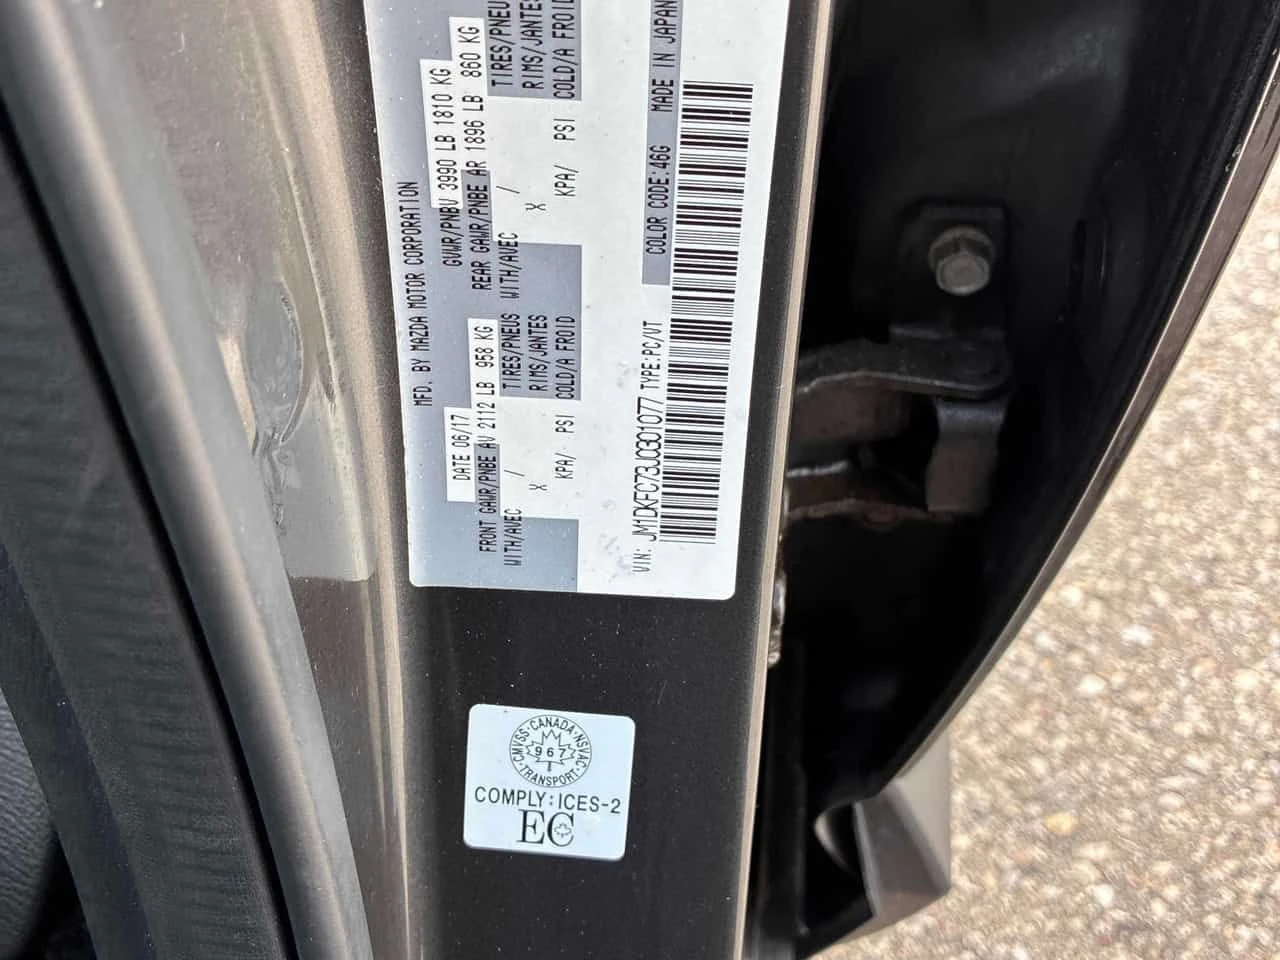 MFD. BY MAZDA MOTOR CORPORATION
DATE 06/17
GVWR/PNBV 3990 LB 1810 KG
FRONT GAWR/PNBE AV 2112 LB 958 KG
REAR GAWR/PNBE AR 1896 LB 860 KG
WITH/AVEC / TIRES/PNEUS WITH/AVEC / TIRES/PNEU
X RIMS/JANTES X RIMS/JANTES
KPA/ PSI COLD/A FROID KPA/ PSI COLD/A FROID
VIN: JM1DKFC73J0301077 TYPE:PC/VT
COLOR CODE:46G MADE IN JAPAN
CMVSS·CANADA·NSVAC·TRANSPORT·
967
COMPLY:ICES-2
EC